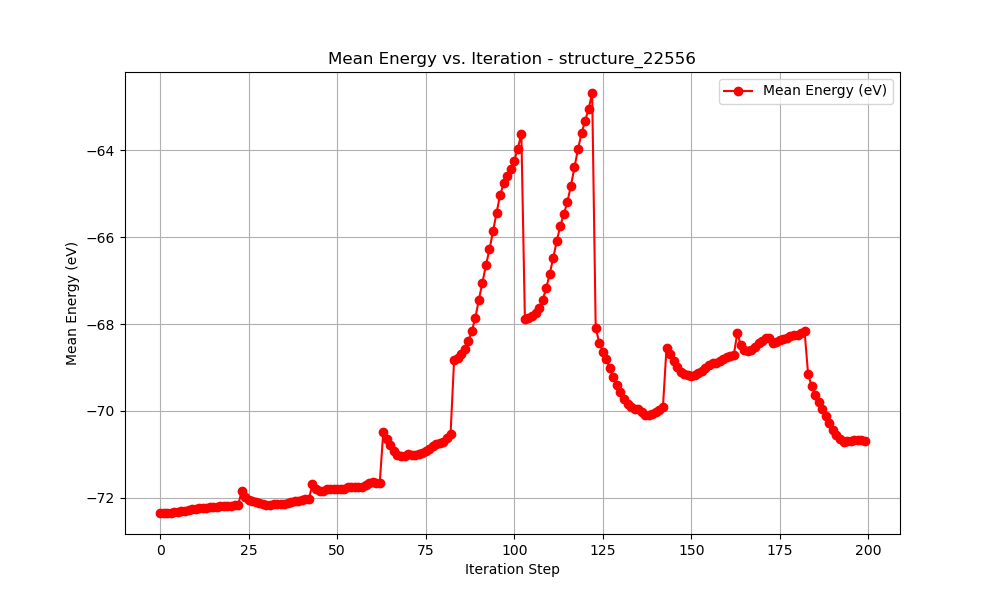 Mean Energy vs. Iteration - structure_22556
Mean Energy (eV)
Mean Energy (eV)
−64
−66
−68
−70
−72
0 25 50 75 100 125 150 175 200
Iteration Step